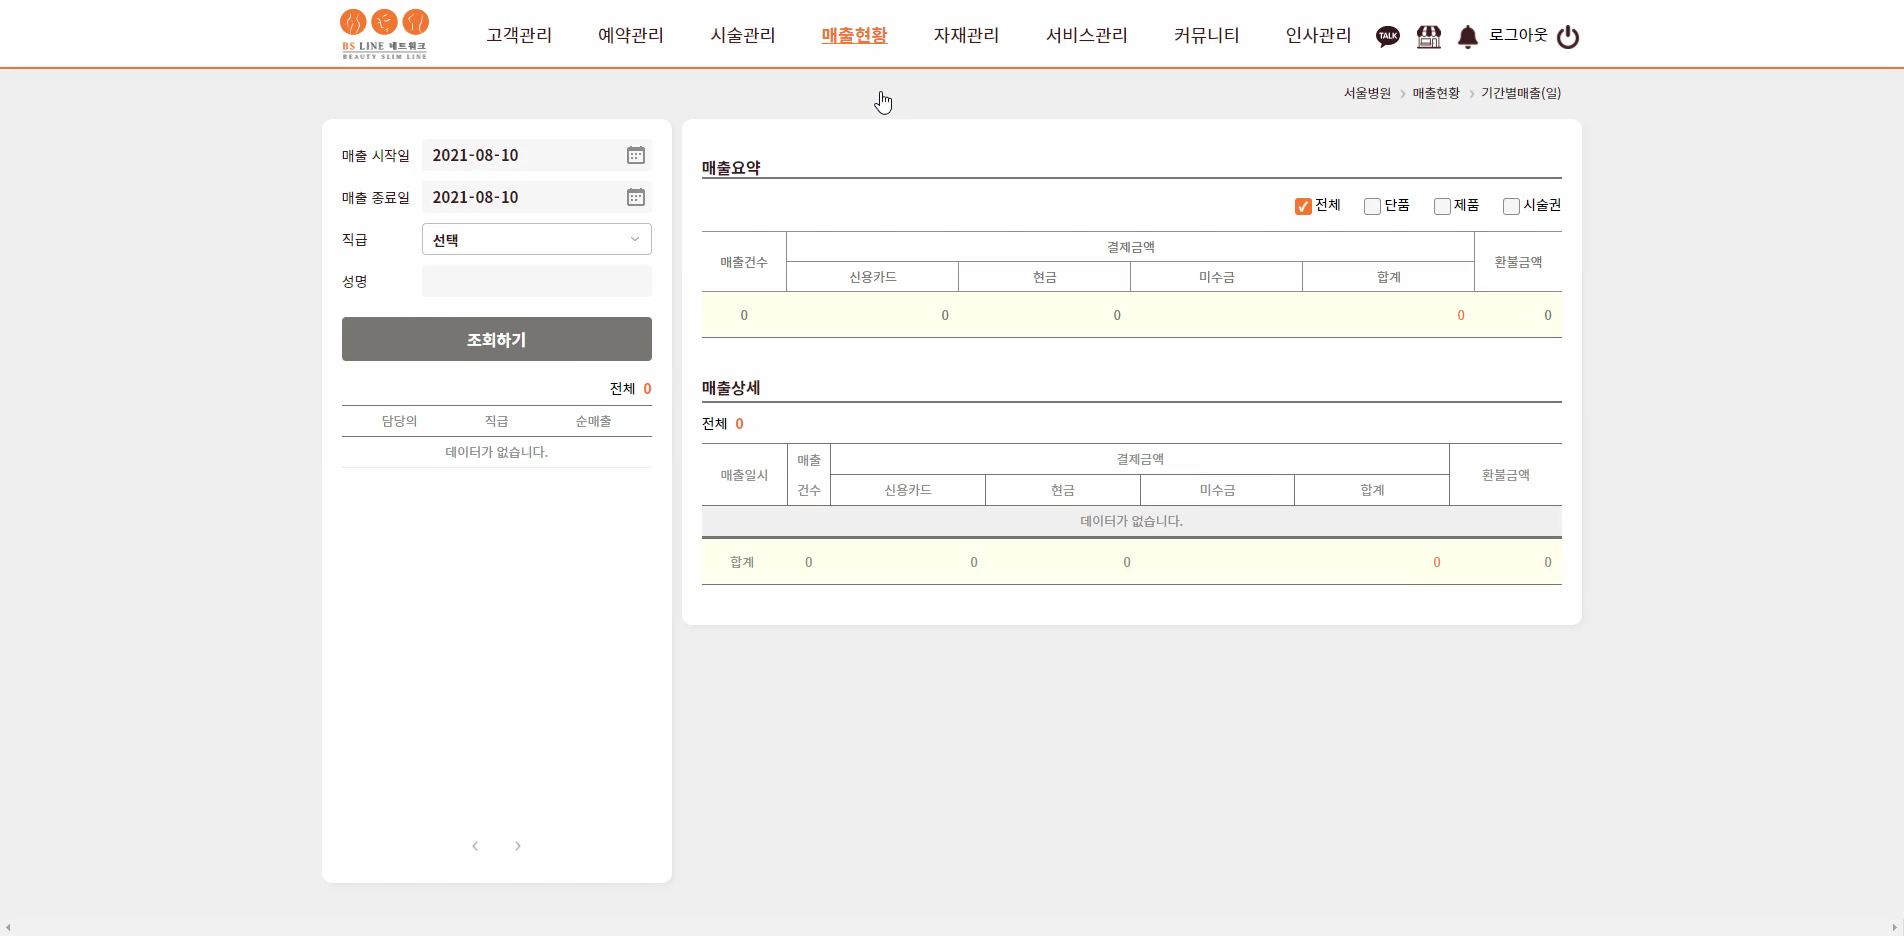 BS LINE 네트워크
BEAUTY SLIM LINE
고객관리 예약관리 시술관리 매출현황 자재관리 서비스관리 커뮤니티 인사관리 TALK 로그아웃
서울병원 > 매출현황 > 기간별매출(일)
매출 시작일 2021-08-10
매출 종료일 2021-08-10
직급 선택
성명
조회하기
전체 0
담당의 직급 순매출
데이터가 없습니다.
매출요약
전체 단품 제품 시술권
매출건수 결제금액 환불금액
신용카드 현금 미수금 합계
0 0 0 0 0
매출상세
전체 0
매출일시 매출 건수 결제금액 환불금액
신용카드 현금 미수금 합계
데이터가 없습니다.
합계 0 0 0 0 0